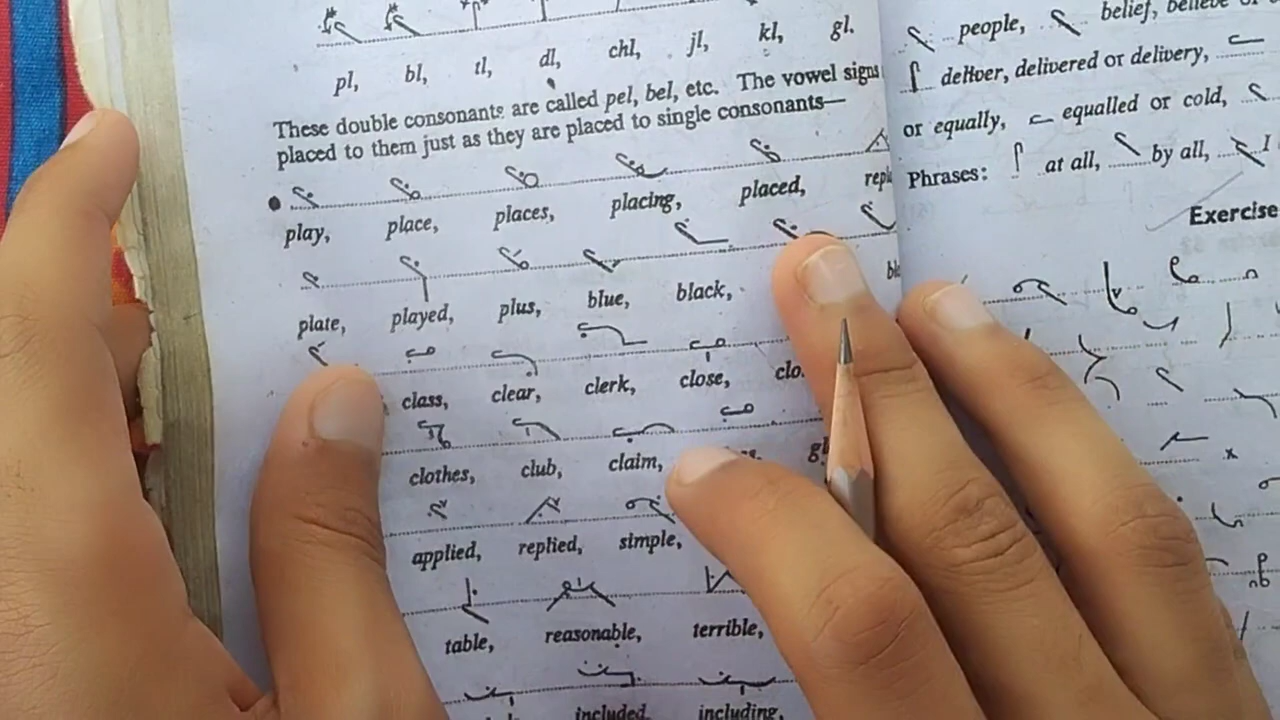 pl, bl, tl, dl, chl, jl, kl, gl.
These double consonants are called pel, bel, etc. The vowel signs
placed to them just as they are placed to single consonants—
play, place, places, placing, placed,
plate, played, plus, blue, black,
class, clear, clerk, close,
clothes, club, claim,
applied, replied, simple,
table, reasonable, terrible,
included, including,
people, belief, believe or
deliver, delivered or delivery,
or equally, equalled or cold,
Phrases: at all, by all, I
Exercise